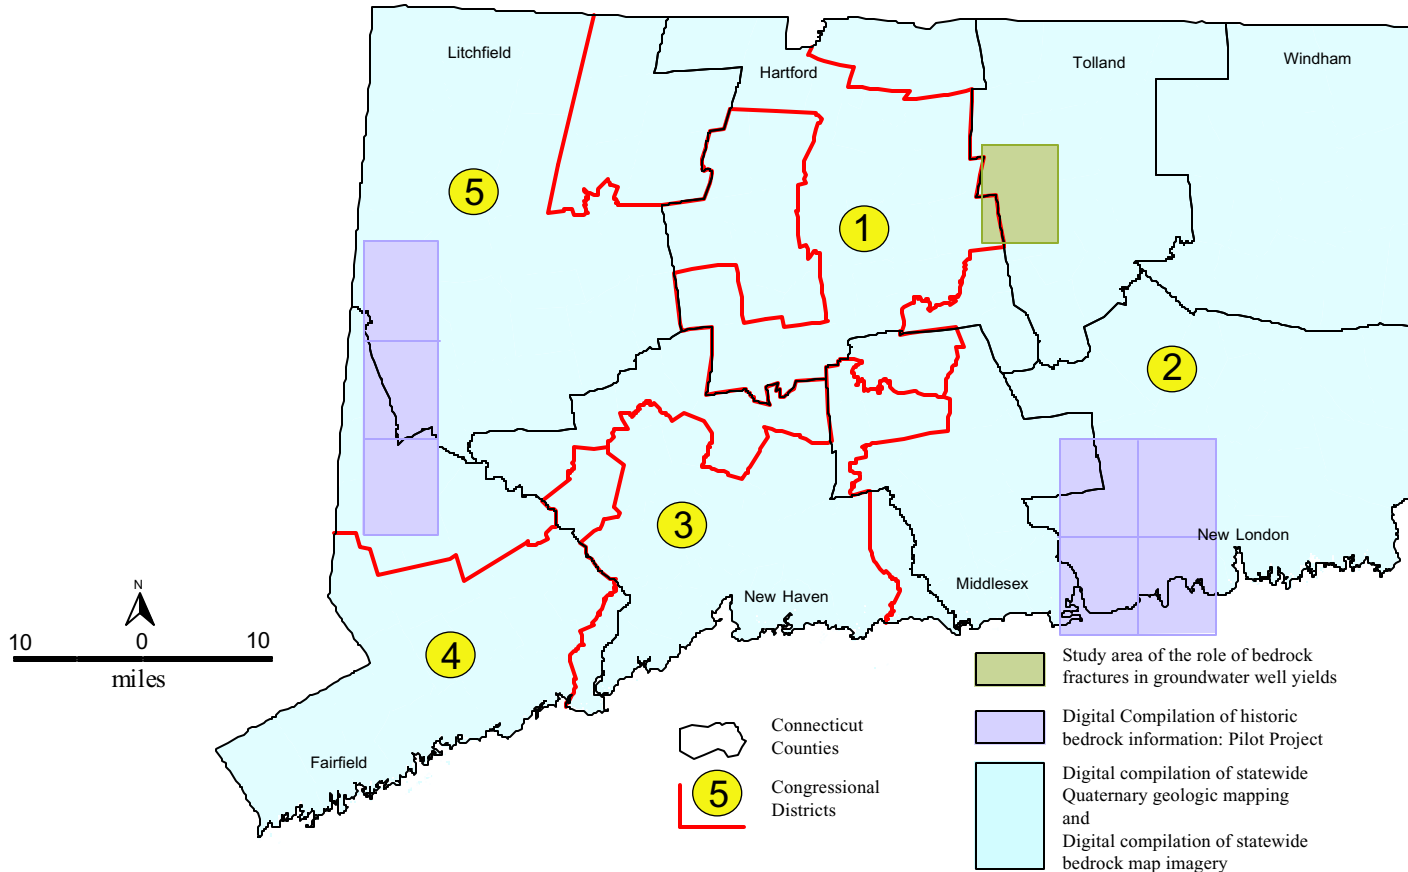 Litchfield
Hartford
Tolland
Windham
5
1
2
3
New London
Middlesex
New Haven
4
Fairfield
N
10 0 10
miles
Connecticut
Counties
5
Congressional
Districts
Study area of the role of bedrock
fractures in groundwater well yields
Digital Compilation of historic
bedrock information: Pilot Project
Digital compilation of statewide
Quaternary geologic mapping
and
Digital compilation of statewide
bedrock map imagery